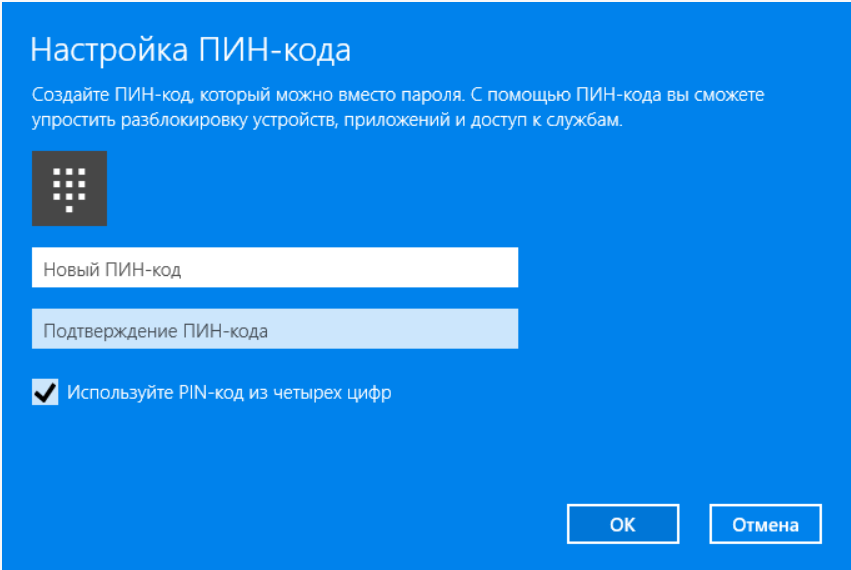 Настройка ПИН-кода
Создайте ПИН-код, который можно вместо пароля. С помощью ПИН-кода вы сможете
упростить разблокировку устройств, приложений и доступ к службам.
Новый ПИН-код
Подтверждение ПИН-кода
Используйте PIN-код из четырех цифр
ОК
Отмена